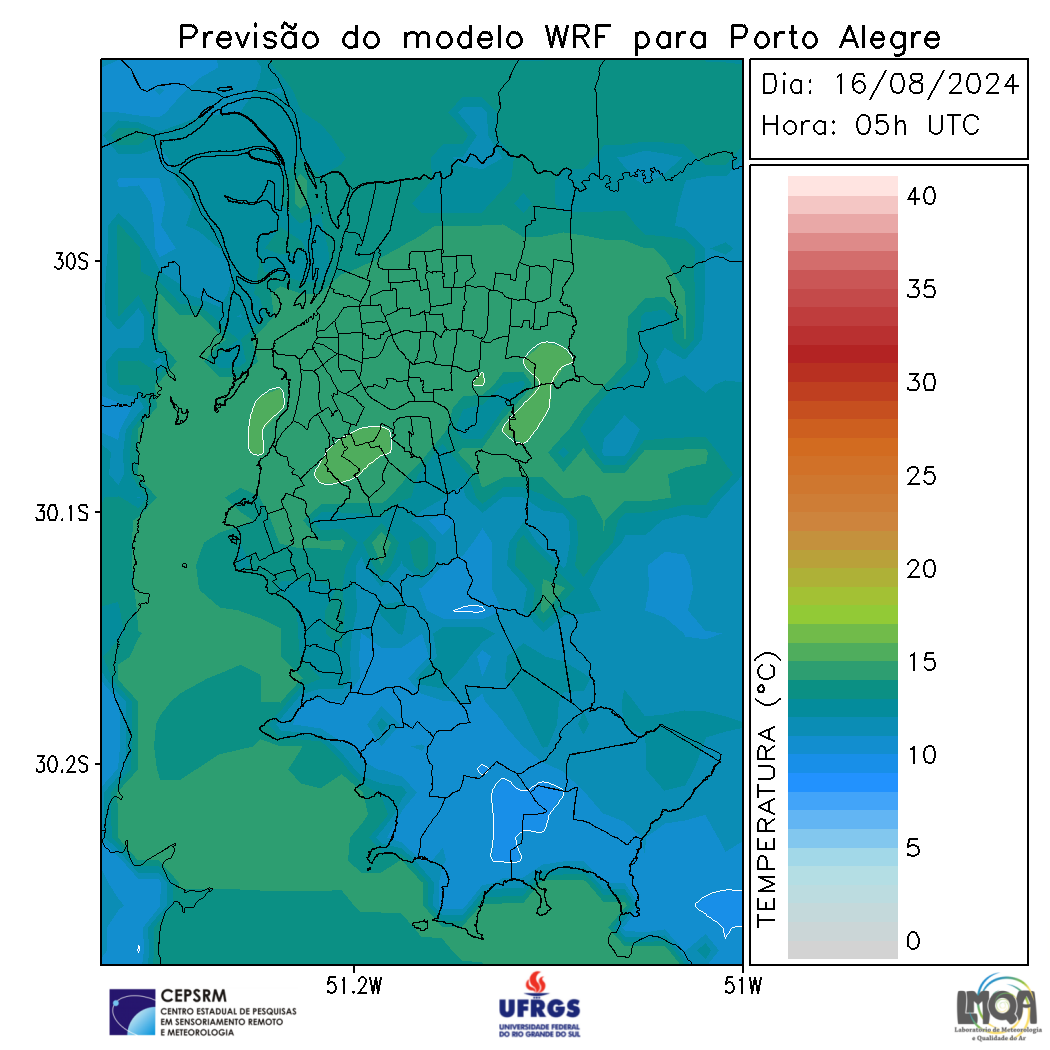 Previsão do modelo WRF para Porto Alegre
Dia: 16/08/2024
Hora: 05h UTC
40
35
30
25
20
15
10
5
0
TEMPERATURA (°C)
30S
30.1S
30.2S
51.2W
51W
CEPSRM
CENTRO ESTADUAL DE PESQUISAS
EM SENSORIAMENTO REMOTO
E METEOROLOGIA
UFRGS
UNIVERSIDADE FEDERAL
DO RIO GRANDE DO SUL
LMQA
Laboratório de Meteorologia
e Qualidade do Ar